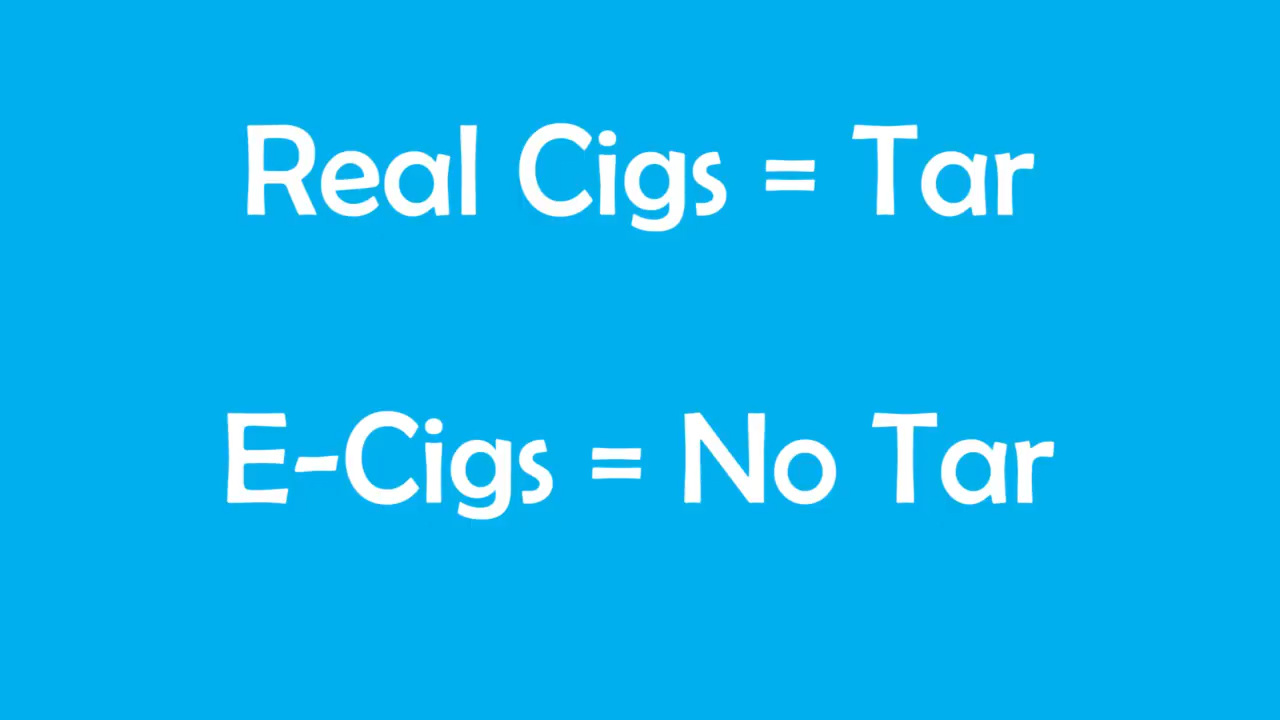 Real Cigs = Tar
E-Cigs = No Tar